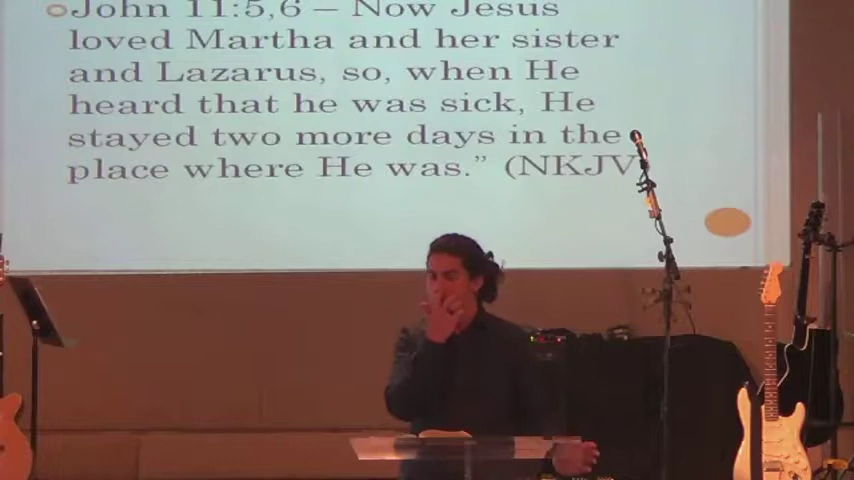 John 11:5,6 – Now Jesus
loved Martha and her sister
and Lazarus, so, when He
heard that he was sick, He
stayed two more days in the
place where He was.” (NKJV